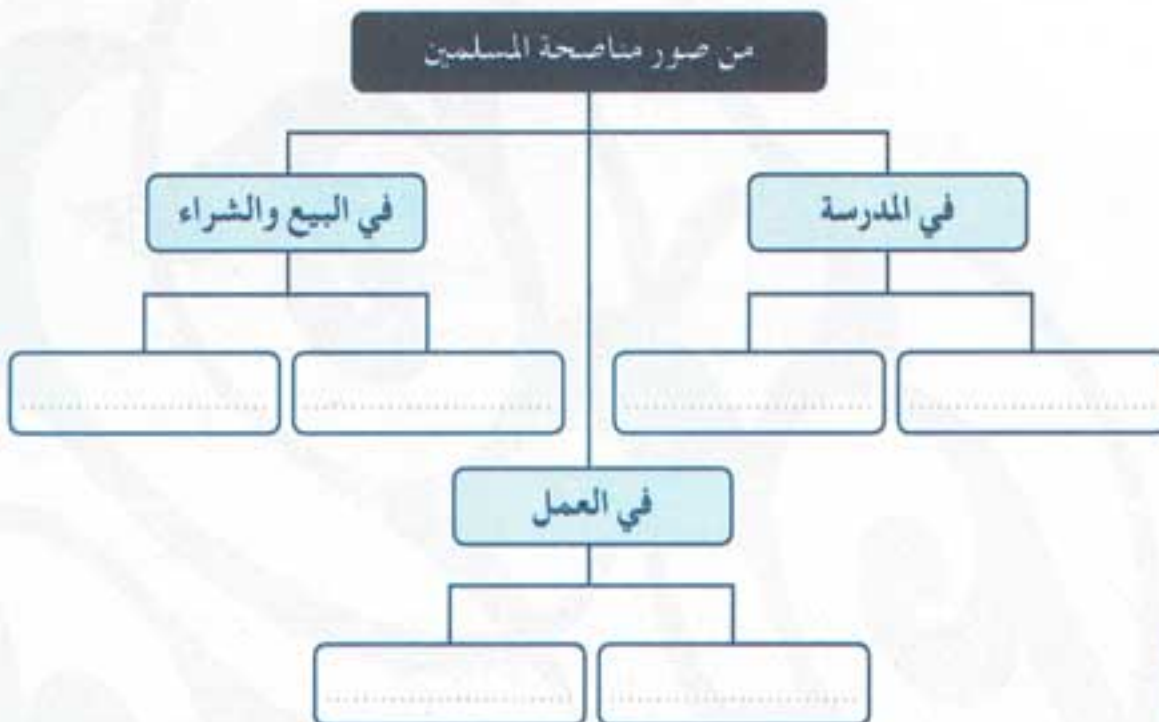 من صور مناصحة المسلمين
في المدرسة
في البيع والشراء
في العمل